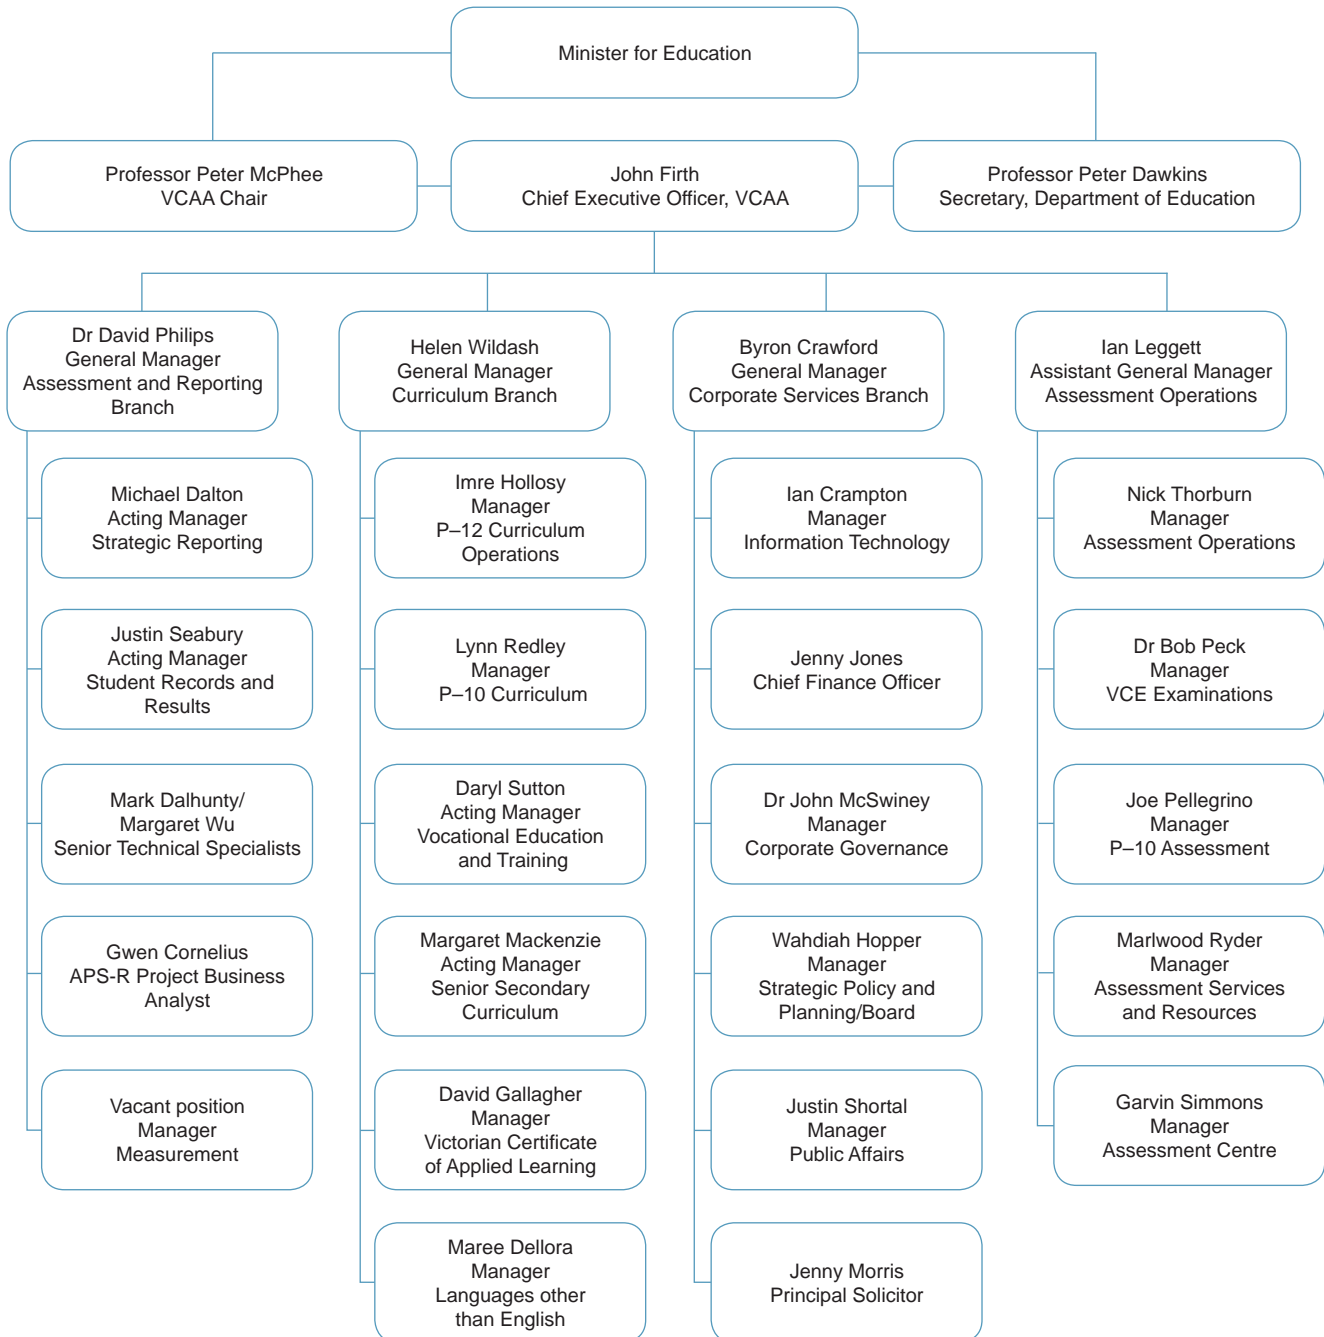 Minister for Education
Professor Peter McPhee
VCAA Chair
John Firth
Chief Executive Officer, VCAA
Professor Peter Dawkins
Secretary, Department of Education
Dr David Philips
General Manager
Assessment and Reporting
Branch
Helen Wildash
General Manager
Curriculum Branch
Byron Crawford
General Manager
Corporate Services Branch
Ian Leggett
Assistant General Manager
Assessment Operations
Michael Dalton
Acting Manager
Strategic Reporting
Imre Hollosy
Manager
P–12 Curriculum
Operations
Ian Crampton
Manager
Information Technology
Nick Thorburn
Manager
Assessment Operations
Justin Seabury
Acting Manager
Student Records and
Results
Lynn Redley
Manager
P–10 Curriculum
Jenny Jones
Chief Finance Officer
Dr Bob Peck
Manager
VCE Examinations
Mark Dalhunty/
Margaret Wu
Senior Technical Specialists
Daryl Sutton
Acting Manager
Vocational Education
and Training
Dr John McSwiney
Manager
Corporate Governance
Joe Pellegrino
Manager
P–10 Assessment
Gwen Cornelius
APS-R Project Business
Analyst
Margaret Mackenzie
Acting Manager
Senior Secondary
Curriculum
Wahdiah Hopper
Manager
Strategic Policy and
Planning/Board
Marlwood Ryder
Manager
Assessment Services
and Resources
Vacant position
Manager
Measurement
David Gallagher
Manager
Victorian Certificate
of Applied Learning
Justin Shortal
Manager
Public Affairs
Garvin Simmons
Manager
Assessment Centre
Maree Dellora
Manager
Languages other
than English
Jenny Morris
Principal Solicitor